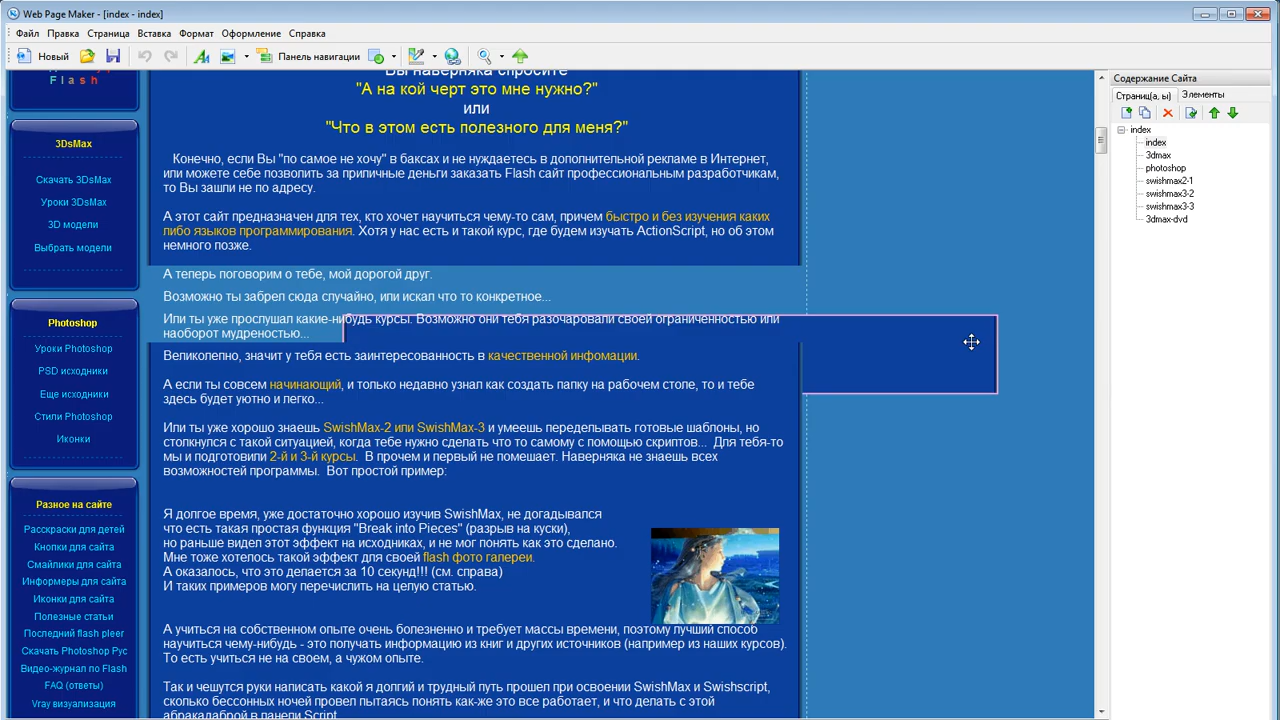 Web Page Maker - [index - index]
Файл Правка Страница Вставка Формат Оформление Справка
Новый Панель навигации
Flash
3DsMax
Скачать 3DsMax
Уроки 3DsMax
3D модели
Выбрать модели
Photoshop
Уроки Photoshop
PSD исходники
Еще исходники
Стили Photoshop
Иконки
Разное на сайте
Расскраски для детей
Кнопки для сайта
Смайлики для сайта
Информеры для сайта
Иконки для сайта
Полезные статьи
Последний flash pleer
Скачать Photoshop Рус
Видео-журнал по Flash
FAQ (ответы)
Vray визуализация
Вы наверняка спросите
"А на кой черт это мне нужно?"
или
"Что в этом есть полезного для меня?"
Конечно, если Вы "по самое не хочу" в баксах и не нуждаетесь в дополнительной рекламе в Интернет,
или можете себе позволить за приличные деньги заказать Flash сайт профессиональным разработчикам,
то Вы зашли не по адресу.
А этот сайт предназначен для тех, кто хочет научиться чему-то сам, причем быстро и без изучения каких
либо языков программирования. Хотя у нас есть и такой курс, где будем изучать ActionScript, но об этом
немного позже.
А теперь поговорим о тебе, мой дорогой друг.
Возможно ты забрел сюда случайно, или искал что то конкретное...
Или ты уже прослушал какие-нибудь курсы. Возможно они тебя разочаровали своей ограниченностью или
наоборот мудреностью...
Великолепно, значит у тебя есть заинтересованность в качественной инфомации.
А если ты совсем начинающий, и только недавно узнал как создать папку на рабочем столе, то и тебе
здесь будет уютно и легко...
Или ты уже хорошо знаешь SwishMax-2 или SwishMax-3 и умеешь переделывать готовые шаблоны, но
столкнулся с такой ситуацией, когда тебе нужно сделать что то самому с помощью скриптов... Для тебя-то
мы и подготовили 2-й и 3-й курсы. В прочем и первый не помешает. Наверняка не знаешь всех
возможностей программы. Вот простой пример:
Я долгое время, уже достаточно хорошо изучив SwishMax, не догадывался
что есть такая простая функция "Break into Pieces" (разрыв на куски),
но раньше видел этот эффект на исходниках, и не мог понять как это сделано.
Мне тоже хотелось такой эффект для своей flash фото галереи.
А оказалось, что это делается за 10 секунд!!! (см. справа)
И таких примеров могу перечислить на целую статью.
А учиться на собственном опыте очень болезненно и требует массы времени, поэтому лучший способ
научиться чему-нибудь - это получать информацию из книг и других источников (например из наших курсов).
То есть учиться не на своем, а чужом опыте.
Так и чешутся руки написать какой я долгий и трудный путь прошел при освоении SwishMax и Swishscript,
сколько бессонных ночей провел пытаясь понять как-же это все работает, и что делать с этой
абракадаброй в панели Script.
Содержание Сайта
Страниц(а, ы) Элементы
index
index
3dmax
photoshop
swishmax2-1
swishmax3-2
swishmax3-3
3dmax-dvd